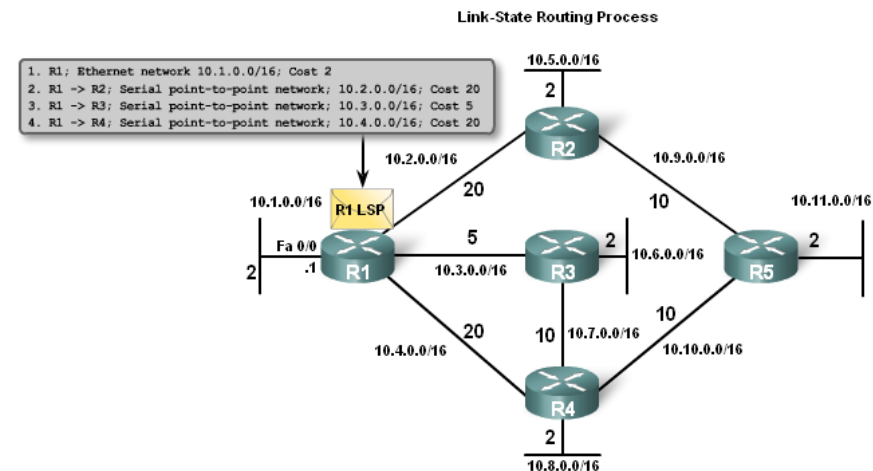 Link-State Routing Process
1. R1; Ethernet network 10.1.0.0/16; Cost 2
2. R1 -> R2; Serial point-to-point network; 10.2.0.0/16; Cost 20
3. R1 -> R3; Serial point-to-point network; 10.3.0.0/16; Cost 5
4. R1 -> R4; Serial point-to-point network; 10.4.0.0/16; Cost 20
10.5.0.0/16
2
R2
10.2.0.0/16
20
10.9.0.0/16
10
10.1.0.0/16
R1 LSP
10.11.0.0/16
Fa 0/0
.1
2
R1
5
10.3.0.0/16
R3
2
10.6.0.0/16
R5
2
20
10.4.0.0/16
10
10.7.0.0/16
10
10.10.0.0/16
R4
2
10.8.0.0/16